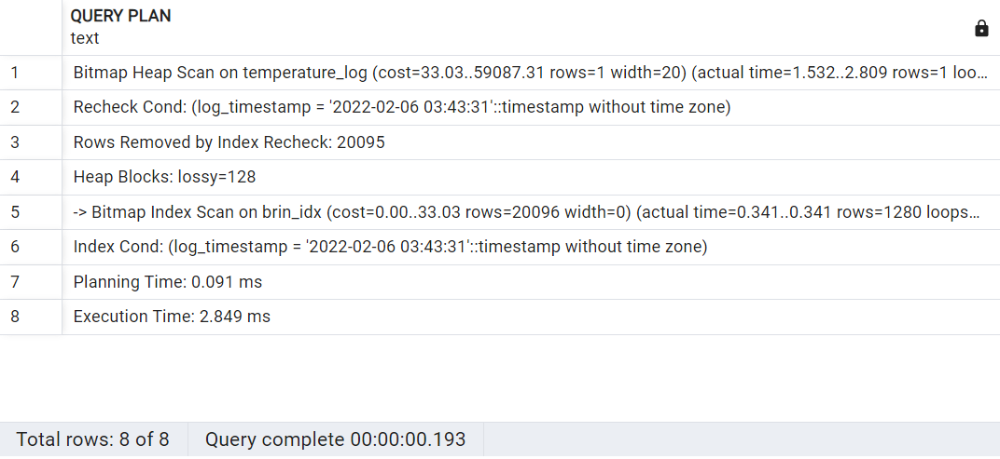 QUERY PLAN
text
1 Bitmap Heap Scan on temperature_log (cost=33.03..59087.31 rows=1 width=20) (actual time=1.532..2.809 rows=1 loo...
2 Recheck Cond: (log_timestamp = '2022-02-06 03:43:31'::timestamp without time zone)
3 Rows Removed by Index Recheck: 20095
4 Heap Blocks: lossy=128
5 -> Bitmap Index Scan on brin_idx (cost=0.00..33.03 rows=20096 width=0) (actual time=0.341..0.341 rows=1280 loops...
6 Index Cond: (log_timestamp = '2022-02-06 03:43:31'::timestamp without time zone)
7 Planning Time: 0.091 ms
8 Execution Time: 2.849 ms
Total rows: 8 of 8 Query complete 00:00:00.193